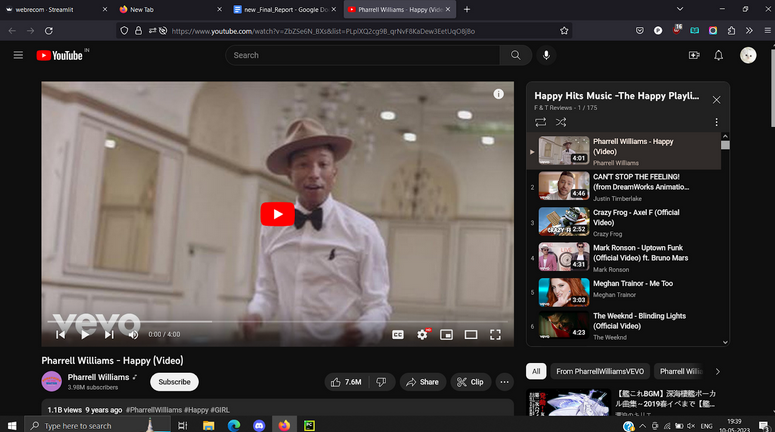 webrecom · Streamlit
New Tab
new_Final_Report - Google Do
Pharrell Williams - Happy (Vide
https://www.youtube.com/watch?v=ZbZSe6N_BXs&list=PLplXQ2cg9B_qrNvF8KaDew3EetUqO6jBo
16
YouTube IN
Search
vevo
0:00 / 4:00
Pharrell Williams - Happy (Video)
Pharrell Williams
3.98M subscribers
Subscribe
7.6M
Share
Clip
1.1B views 9 years ago #PharrellWilliams #Happy #GIRL
Happy Hits Music -The Happy Playli...
F & T Reviews - 1 / 175
4:01
Pharrell Williams - Happy
(Video)
Pharrell Williams
2
4:46
CAN'T STOP THE FEELING!
(from DreamWorks Animatio...
Justin Timberlake
3
2:52
Crazy Frog - Axel F (Official
Video)
Crazy Frog
4
4:31
Mark Ronson - Uptown Funk
(Official Video) ft. Bruno Mars
Mark Ronson
5
3:03
Meghan Trainor - Me Too
Meghan Trainor
6
4:23
The Weeknd - Blinding Lights
(Official Video)
The Weeknd
All
From PharrellWilliamsVEVO
Pharrell Willia
【艦これBGM】深海棲艦ボーカ
ル曲集～2019春イベまで【艦...
Type here to search
ENG
19:39
10-05-2023